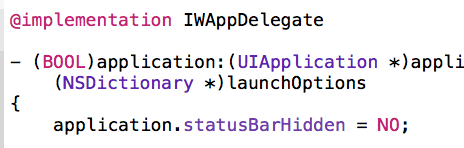 @implementation IWAppDelegate
- (BOOL)application:(UIApplication *)appli
(NSDictionary *)launchOptions
{
application.statusBarHidden = NO;